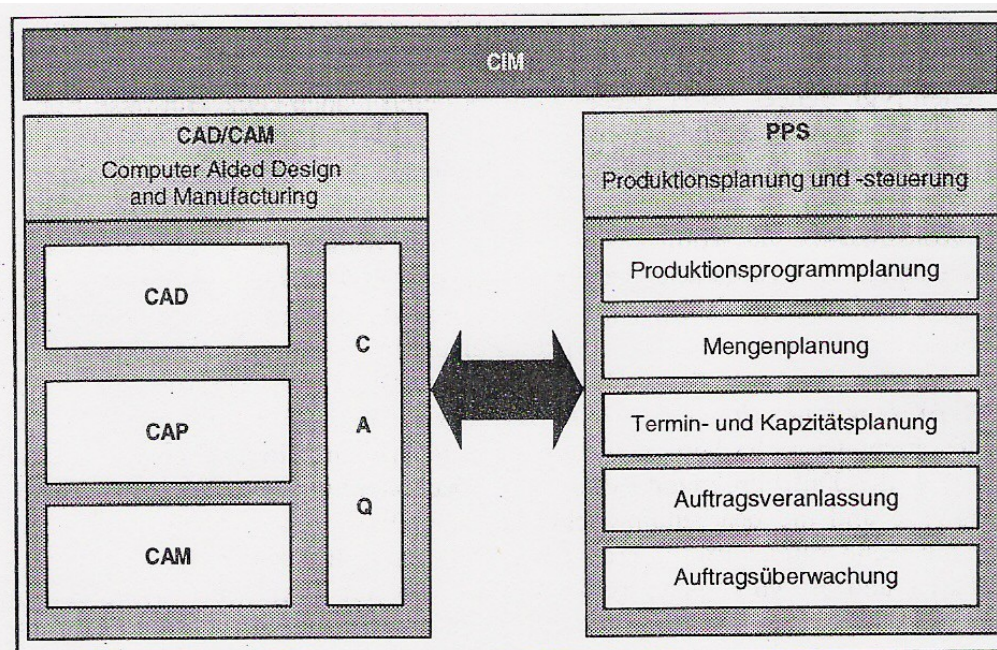 CIM
CAD/CAM
Computer Aided Design
and Manufacturing
CAD
CAP
CAM
C
A
Q
PPS
Produktionsplanung und -steuerung
Produktionsprogrammplanung
Mengenplanung
Termin- und Kapzitätsplanung
Auftragsveranlassung
Auftragsüberwachung